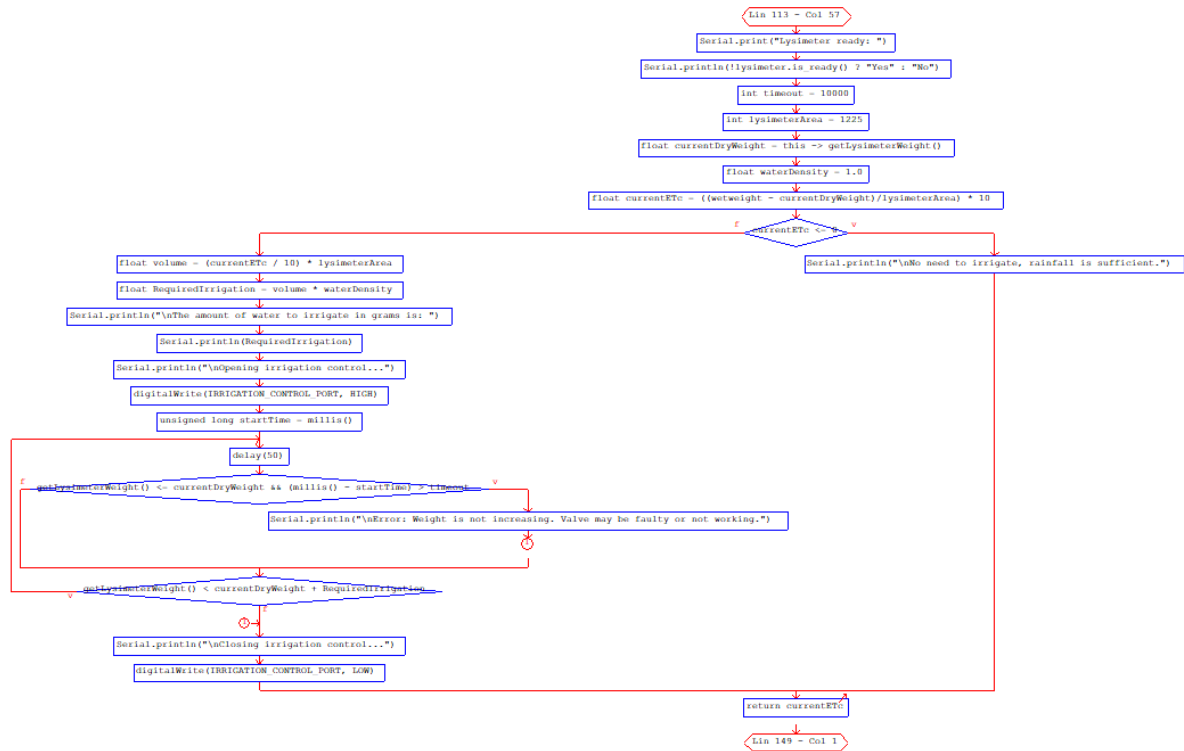 Lin 113 - Col 57
Serial.print("Lysimeter ready: ")
Serial.println(!lysimeter.is_ready() ? "Yes" : "No")
int timeout = 10000
int lysimeterArea = 1225
float currentDryWeight = this -> getLysimeterWeight()
float waterDensity = 1.0
float currentETc = ((wetweight - currentDryWeight)/lysimeterArea) * 10
f
currentETc <= 0
v
float volume = (currentETc / 10) * lysimeterArea
Serial.println("\nNo need to irrigate, rainfall is sufficient.")
float RequiredIrrigation = volume * waterDensity
Serial.println("\nThe amount of water to irrigate in grams is: ")
Serial.println(RequiredIrrigation)
Serial.println("\nOpening irrigation control...")
digitalWrite(IRRIGATION_CONTROL_PORT, HIGH)
unsigned long startTime = millis()
delay(50)
f
getLysimeterWeight() <= currentDryWeight && (millis() - startTime) > timeout
v
Serial.println("\nError: Weight is not increasing. Valve may be faulty or not working.")
1
getLysimeterWeight() < currentDryWeight + RequiredIrrigation
v
f
1
Serial.println("\nClosing irrigation control...")
digitalWrite(IRRIGATION_CONTROL_PORT, LOW)
return currentETc
Lin 149 - Col 1